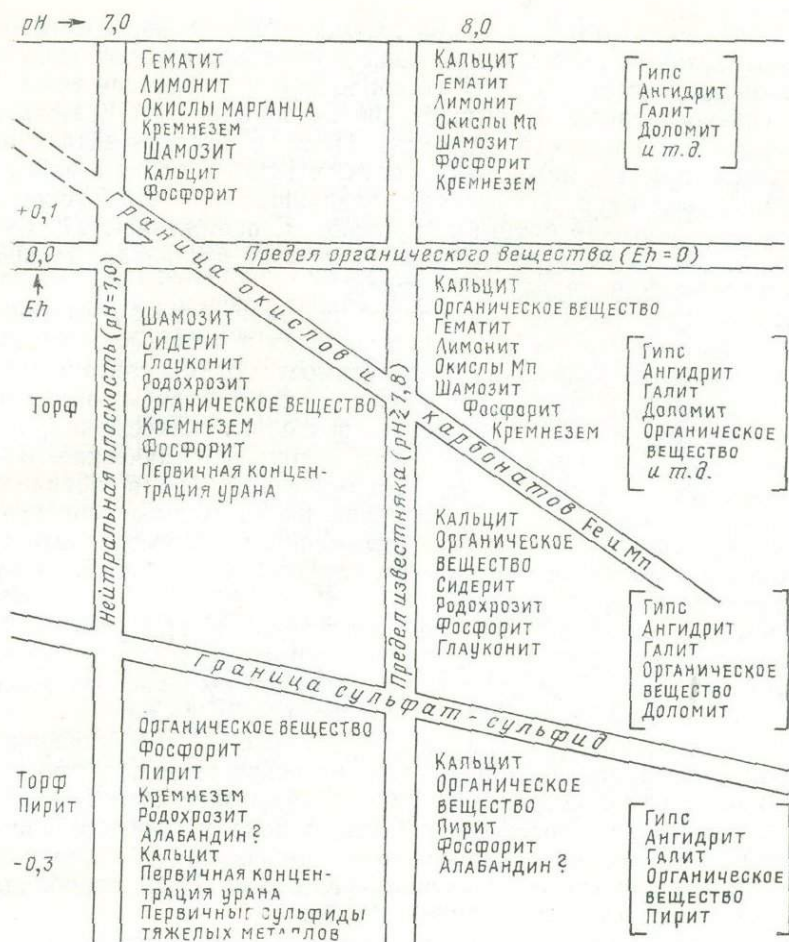 pH → 7,0
8,0
Гематит
Лимонит
Окислы марганца
Кремнезем
Шамозит
Кальцит
Фосфорит
Кальцит
Гематит
Лимонит
Окислы Mn
Шамозит
Фосфорит
Кремнезем
Гипс
Ангидрит
Галит
Доломит
и т.д.
+0,1
0,0
↑
Eh
Граница окислов и карбонатов Fe и Mn
Предел органического вещества (Eh=0)
Нейтральная плоскость (pH=7,0)
Предел известняка (pH≥7,8)
Торф
Шамозит
Сидерит
Глауконит
Родохрозит
Органическое вещество
Кремнезем
Фосфорит
Первичная концен-
трация урана
Кальцит
Органическое вещество
Гематит
Лимонит
Окислы Mn
Шамозит
Фосфорит
Кремнезем
Гипс
Ангидрит
Галит
Доломит
Органическое
вещество
и т.д.
Кальцит
Органическое
вещество
Сидерит
Родохрозит
Фосфорит
Глауконит
Гипс
Ангидрит
Галит
Органическое
вещество
Доломит
Граница сульфат-сульфид
Торф
Пирит
-0,3
Органическое вещество
Фосфорит
Пирит
Кремнезем
Родохрозит
Алабандин?
Кальцит
Первичная концен-
трация урана
Первичные сульфиды
тяжелых металлов
Кальцит
Органическое
вещество
Пирит
Фосфорит
Алабандин?
Гипс
Ангидрит
Галит
Органическое
вещество
Пирит